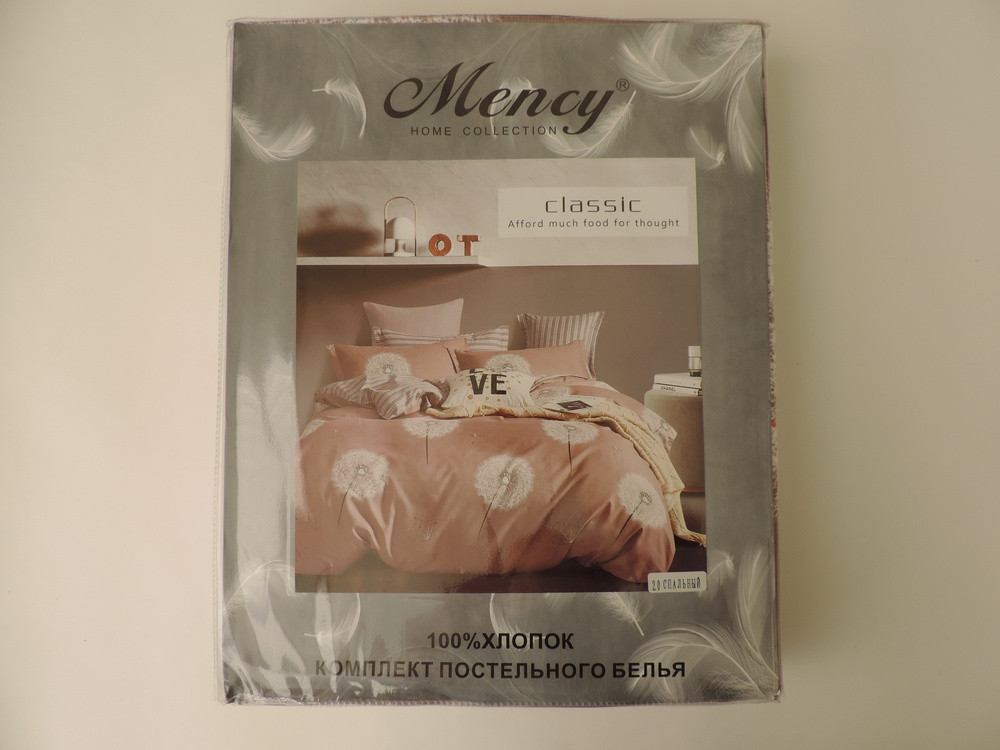 Mency®
HOME COLLECTION
classic
Afford much food for thought
OT
VE
CHANEL
2.0 СПАЛЬНЫЙ
100%ХЛОПОК
КОМПЛЕКТ ПОСТЕЛЬНОГО БЕЛЬЯ